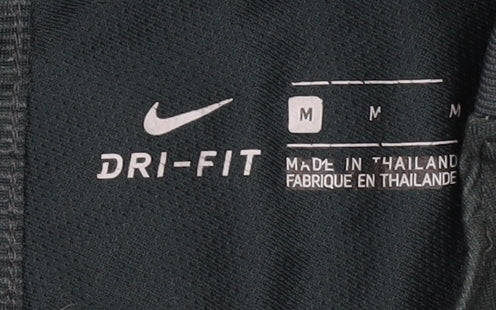 M M M
DRI-FIT
MADE IN THAILAND
FABRIQUE EN THAILANDE